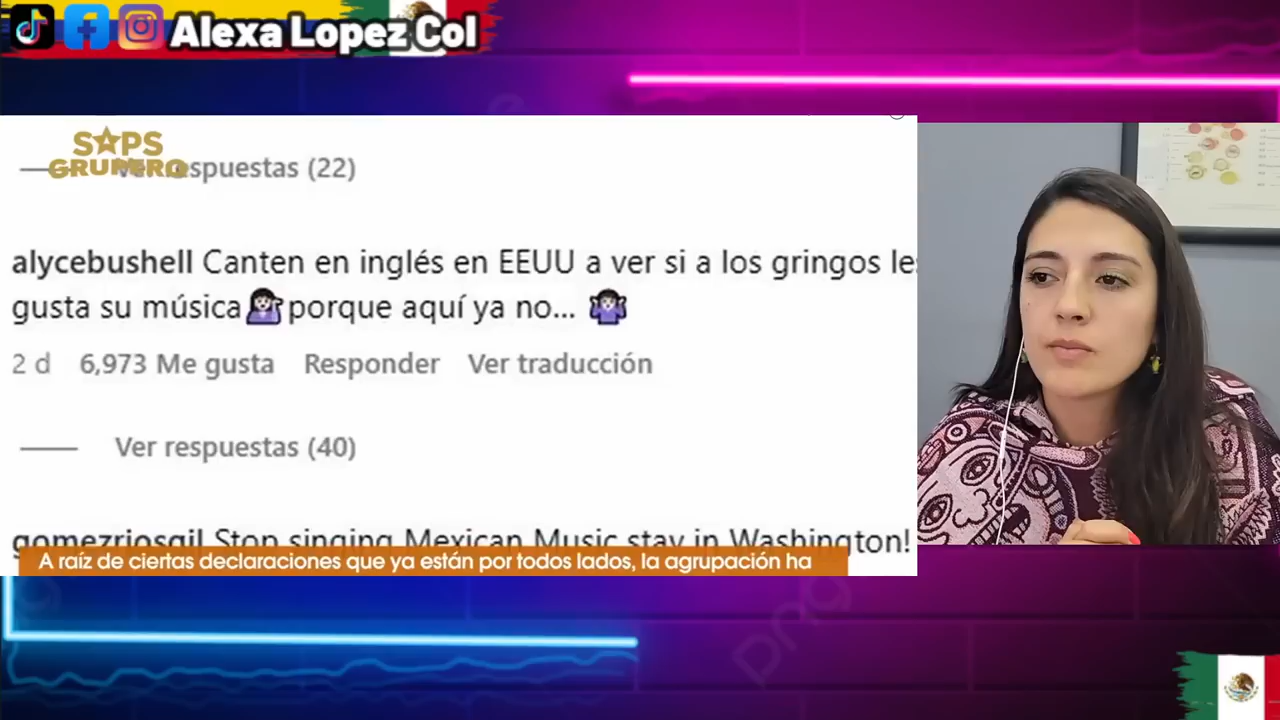 Alexa Lopez Col
S☆PS
GRUPERO
respuestas (22)
alycebushell Canten en inglés en EEUU a ver si a los gringos les
gusta su música🤷🏻‍♀️porque aquí ya no... 🤷🏻‍♀️
2 d 6,973 Me gusta Responder Ver traducción
Ver respuestas (40)
gomezriosgil Stop singing Mexican Music stay in Washington!
A raíz de ciertas declaraciones que ya están por todos lados, la agrupación ha
png